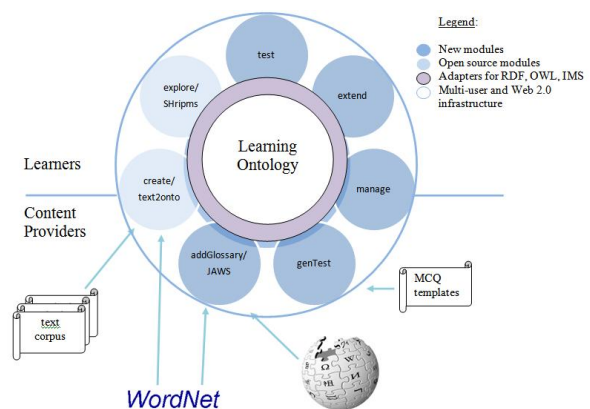 Legend:
New modules
Open source modules
Adapters for RDF, OWL, IMS
Multi-user and Web 2.0
infrastructure
test
explore/
SHripms
extend
Learning
Ontology
Learners
create/
text2onto
manage
Content
Providers
addGlossary/
JAWS
genTest
MCQ
templates
text
corpus
WordNet
Ω
W
И